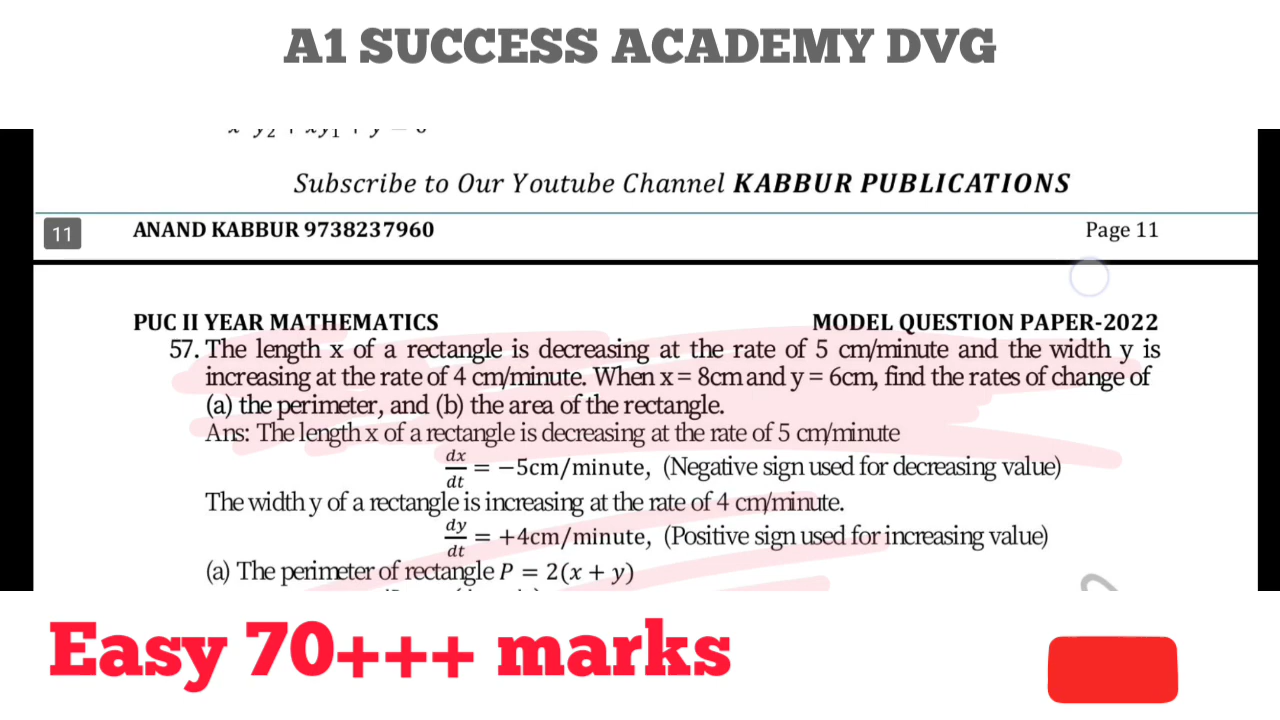 A1 SUCCESS ACADEMY DVG
Subscribe to Our Youtube Channel KABBUR PUBLICATIONS
11
ANAND KABBUR 9738237960 Page 11
PUC II YEAR MATHEMATICS MODEL QUESTION PAPER-2022
57. The length x of a rectangle is decreasing at the rate of 5 cm/minute and the width y is
increasing at the rate of 4 cm/minute. When x = 8cm and y = 6cm, find the rates of change of
(a) the perimeter, and (b) the area of the rectangle.
Ans: The length x of a rectangle is decreasing at the rate of 5 cm/minute
dx/dt = −5cm/minute, (Negative sign used for decreasing value)
The width y of a rectangle is increasing at the rate of 4 cm/minute.
dy/dt = +4cm/minute, (Positive sign used for increasing value)
(a) The perimeter of rectangle P = 2(x + y)
Easy 70+++ marks